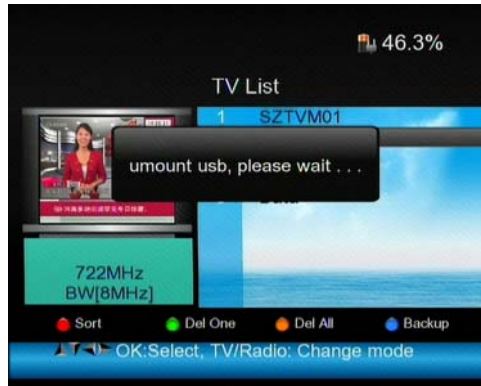 46.3%
TV List
1 SZTVM01
umount usb, please wait . . .
722MHz
BW[8MHz]
Sort Del One Del All Backup
OK:Select, TV/Radio: Change mode